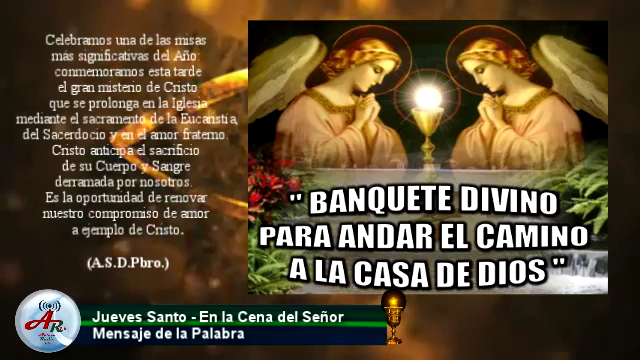 Celebramos una de las misas
más significativas del Año:
conmemoramos esta tarde
el gran misterio de Cristo
que se prolonga en la Iglesia
mediante el sacramento de la Eucaristía,
del Sacerdocio y en el amor fraterno.
Cristo anticipa el sacrificio
de su Cuerpo y Sangre
derramada por nosotros.
Es la oportunidad de renovar
nuestro compromiso de amor
a ejemplo de Cristo.
(A.S.D.Pbro.)
" BANQUETE DIVINO
PARA ANDAR EL CAMINO
A LA CASA DE DIOS "
AR
Jueves Santo - En la Cena del Señor
Mensaje de la Palabra